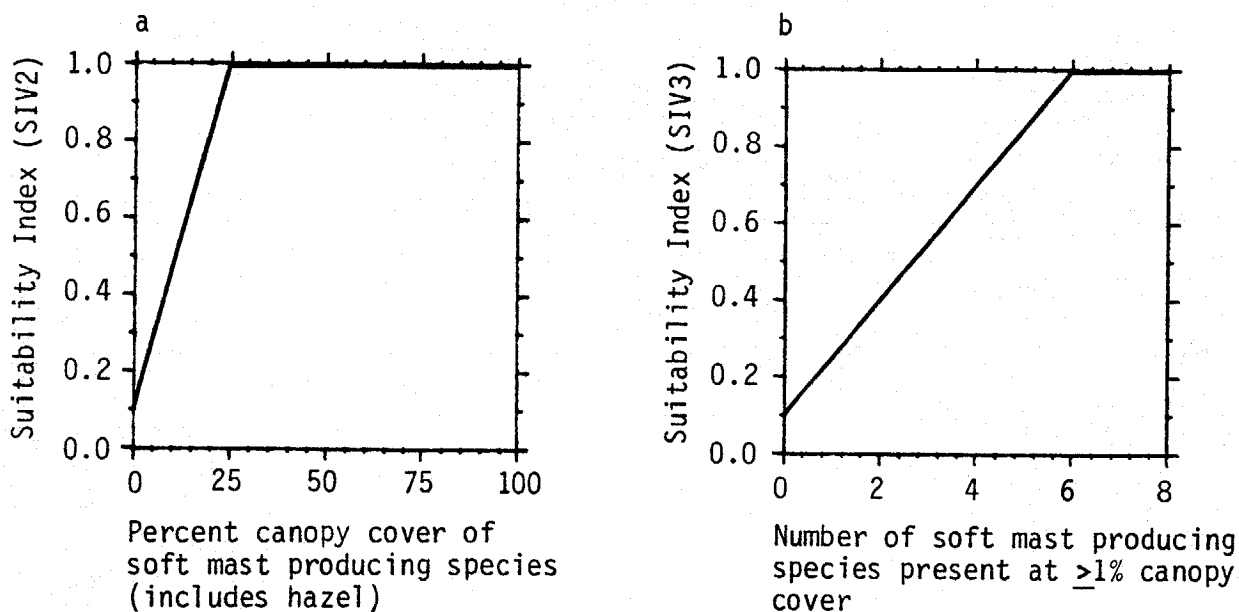 a
Suitability Index (SIV2)
1.0
0.8
0.6
0.4
0.2
0.0
0 25 50 75 100
Percent canopy cover of
soft mast producing species
(includes hazel)
b
Suitability Index (SIV3)
1.0
0.8
0.6
0.4
0.2
0.0
0 2 4 6 8
Number of soft mast producing
species present at ≥1% canopy
cover